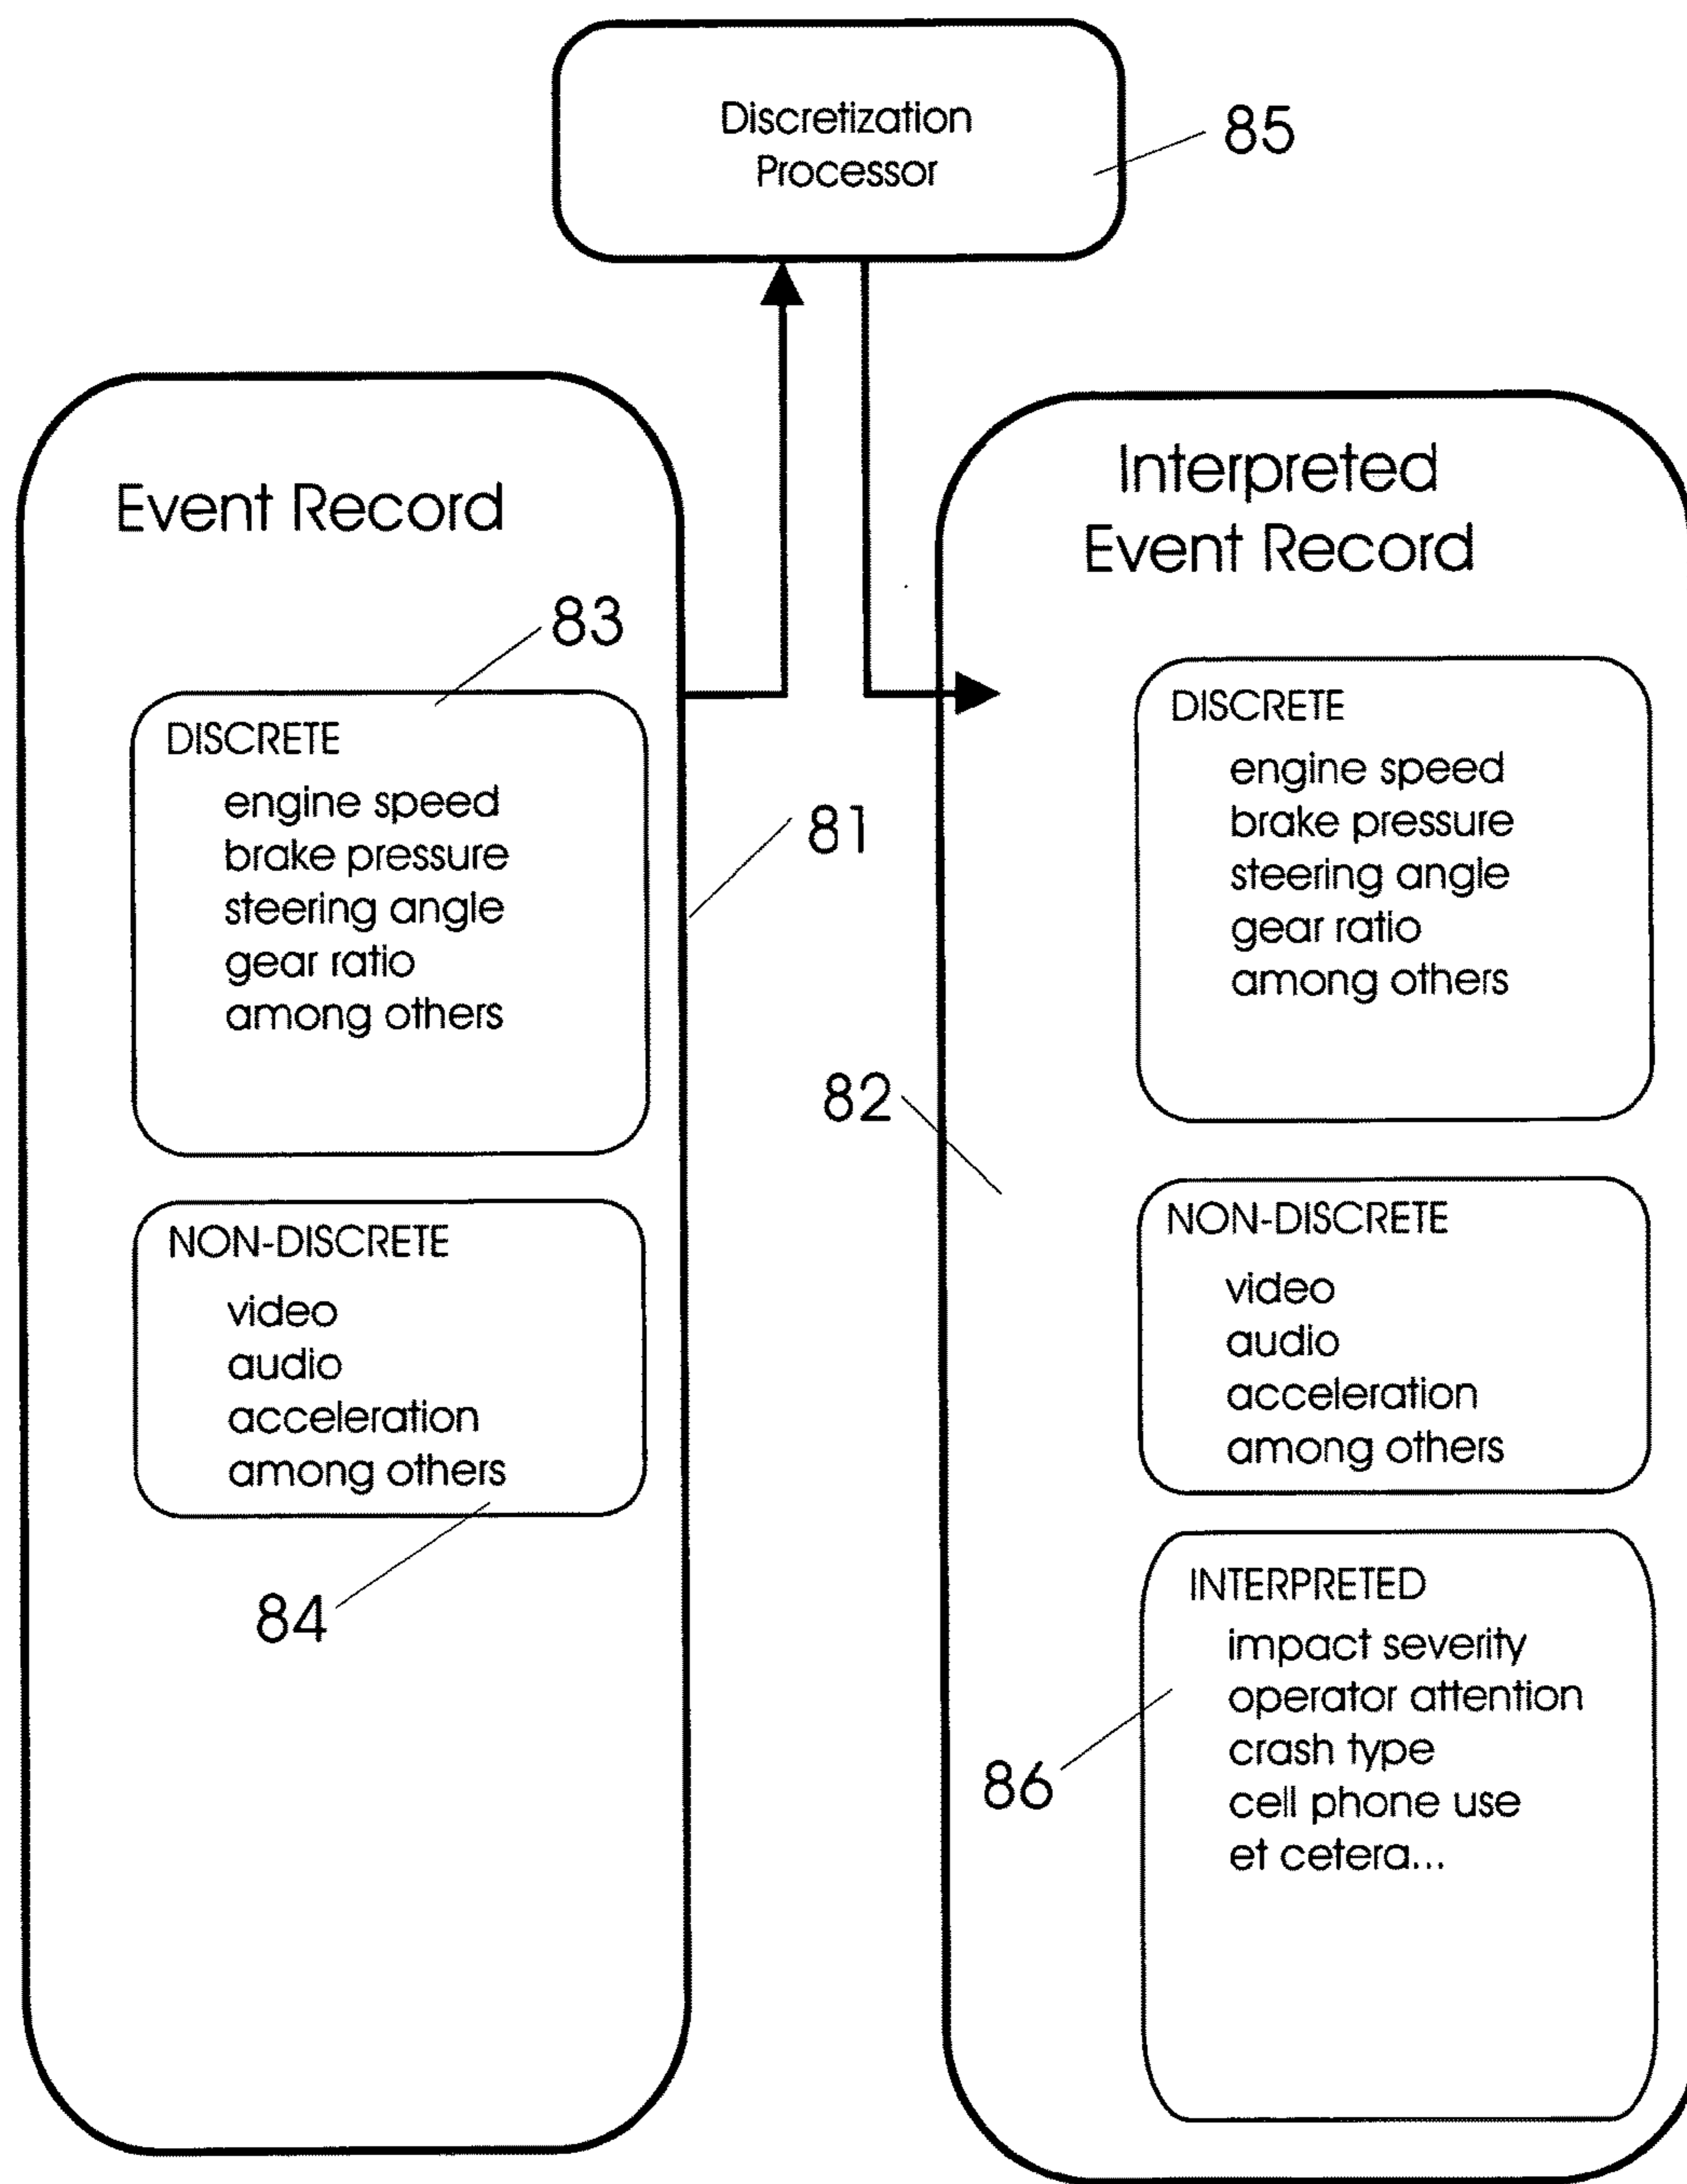 Discretization
Processor
85
Event Record
83
DISCRETE
engine speed
brake pressure
steering angle
gear ratio
among others
81
NON-DISCRETE
video
audio
acceleration
among others
84
Interpreted
Event Record
DISCRETE
engine speed
brake pressure
steering angle
gear ratio
among others
82
NON-DISCRETE
video
audio
acceleration
among others
INTERPRETED
impact severity
operator attention
crash type
cell phone use
et cetera...
86